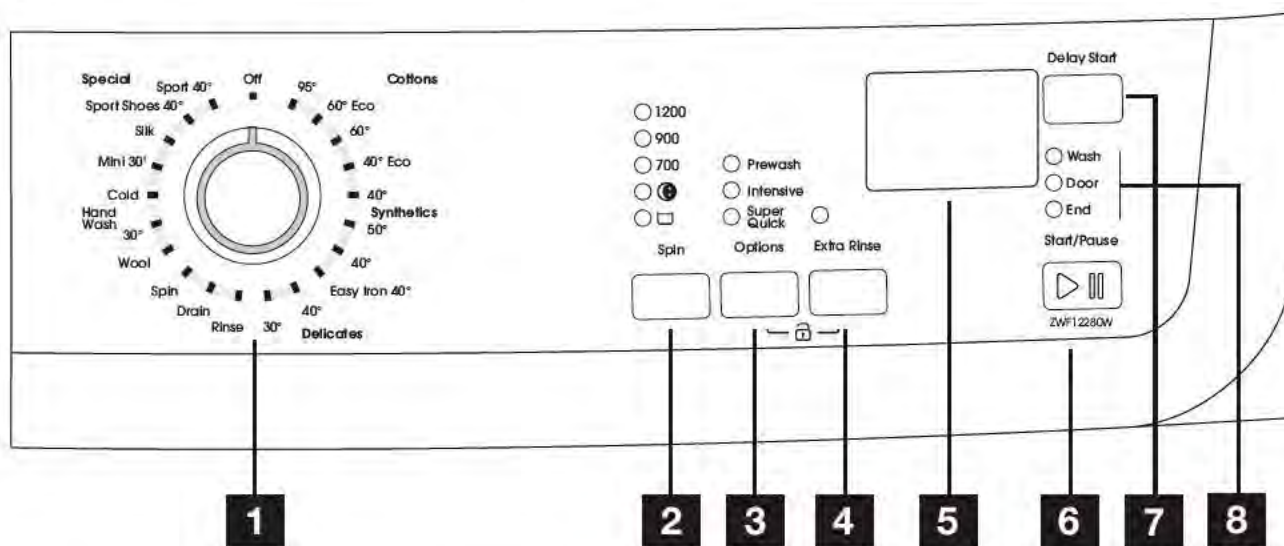 Special
Cottons
Off
95°
60° Eco
60°
40° Eco
40°
Synthetics
50°
40°
Easy Iron 40°
40°
Delicates
30°
Rinse
Drain
Spin
Wool
Hand
Wash
30°
Cold
Mini 30'
Silk
Sport Shoes 40°
Sport 40°
1200
900
700
Spin
Prewash
Intensive
Super
Quick
Options
Extra Rinse
Delay Start
Wash
Door
End
Start/Pause
ZWF12280W
1 2 3 4 5 6 7 8